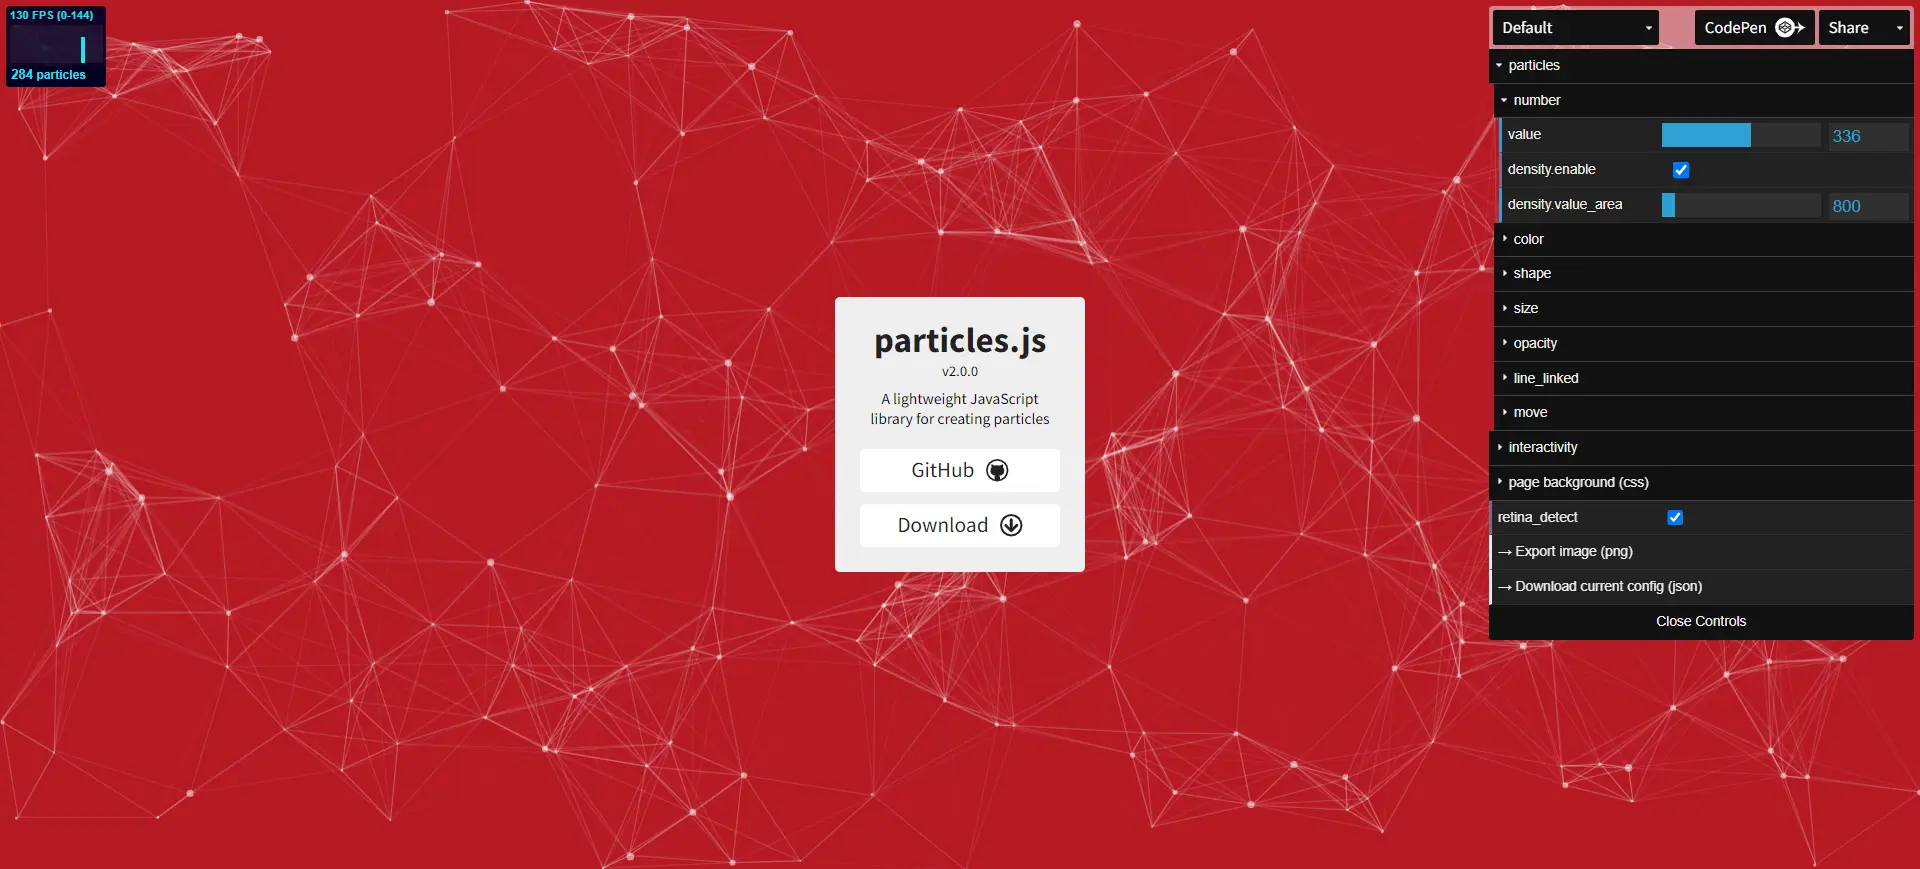 130 FPS (0-144)
284 particles
particles.js
v2.0.0
A lightweight JavaScript
library for creating particles
GitHub
Download
Default
CodePen
Share
particles
number
value 336
density.enable
density.value_area 800
color
shape
size
opacity
line_linked
move
interactivity
page background (css)
retina_detect
→ Export image (png)
→ Download current config (json)
Close Controls